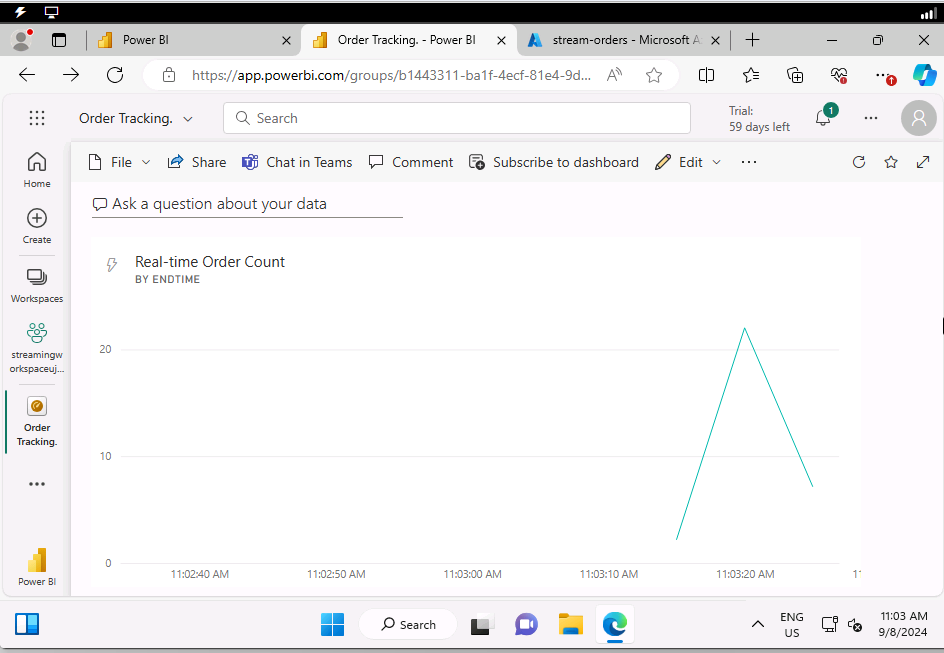 Power BI
Order Tracking. - Power BI
stream-orders - Microsoft A
https://app.powerbi.com/groups/b1443311-ba1f-4ecf-81e4-9d...
Order Tracking.
Search
Trial:
59 days left
1
File
Share
Chat in Teams
Comment
Subscribe to dashboard
Edit
Home
Create
Workspaces
streamingw
orkspaceuj...
Order
Tracking.
Power BI
Ask a question about your data
Real-time Order Count
BY ENDTIME
20
10
0
11:02:40 AM
11:02:50 AM
11:03:00 AM
11:03:10 AM
11:03:20 AM
11
Search
ENG
US
11:03 AM
9/8/2024